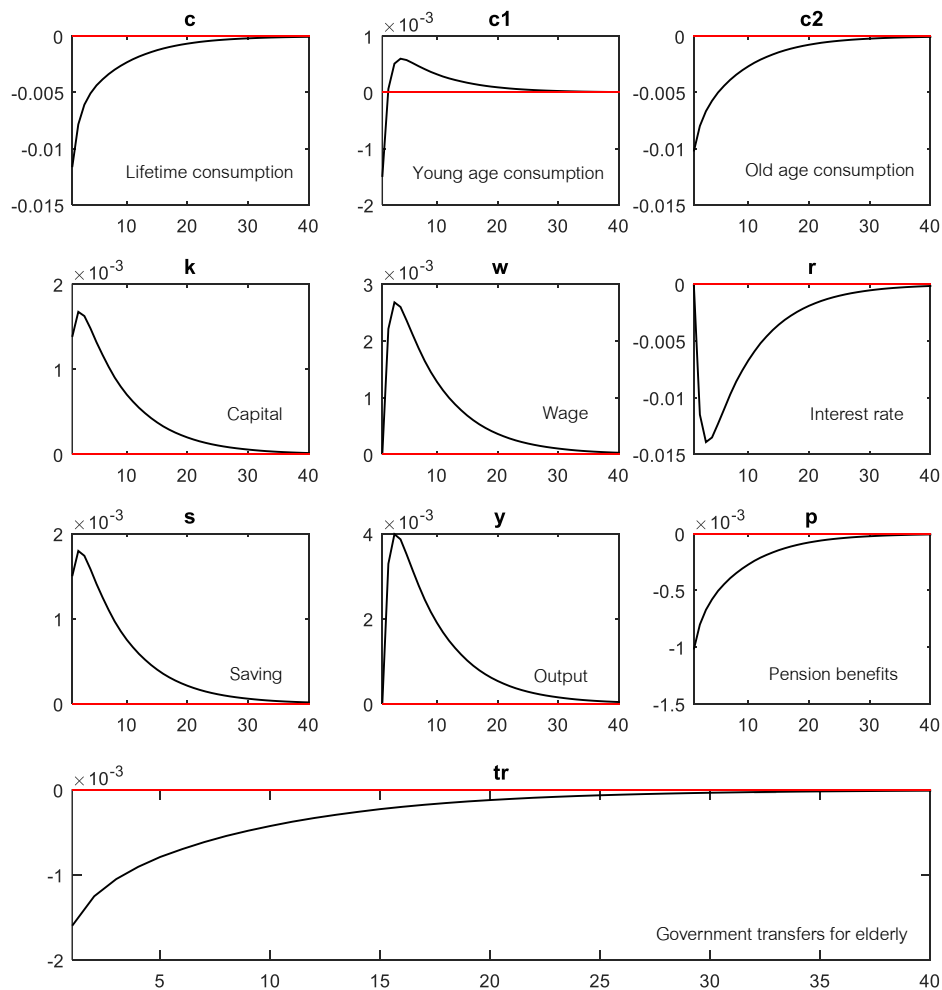 c
0
-0.005
-0.01
-0.015
10 20 30 40
Lifetime consumption
c1
×10-3
1
0
-1
-2
10 20 30 40
Young age consumption
c2
0
-0.005
-0.01
-0.015
10 20 30 40
Old age consumption
k
×10-3
2
1
0
10 20 30 40
Capital
w
×10-3
3
2
1
0
10 20 30 40
Wage
r
0
-0.005
-0.01
-0.015
10 20 30 40
Interest rate
s
×10-3
2
1
0
10 20 30 40
Saving
y
×10-3
4
2
0
10 20 30 40
Output
p
×10-3
0
-0.5
-1
-1.5
10 20 30 40
Pension benefits
tr
×10-3
0
-1
-2
5 10 15 20 25 30 35 40
Government transfers for elderly